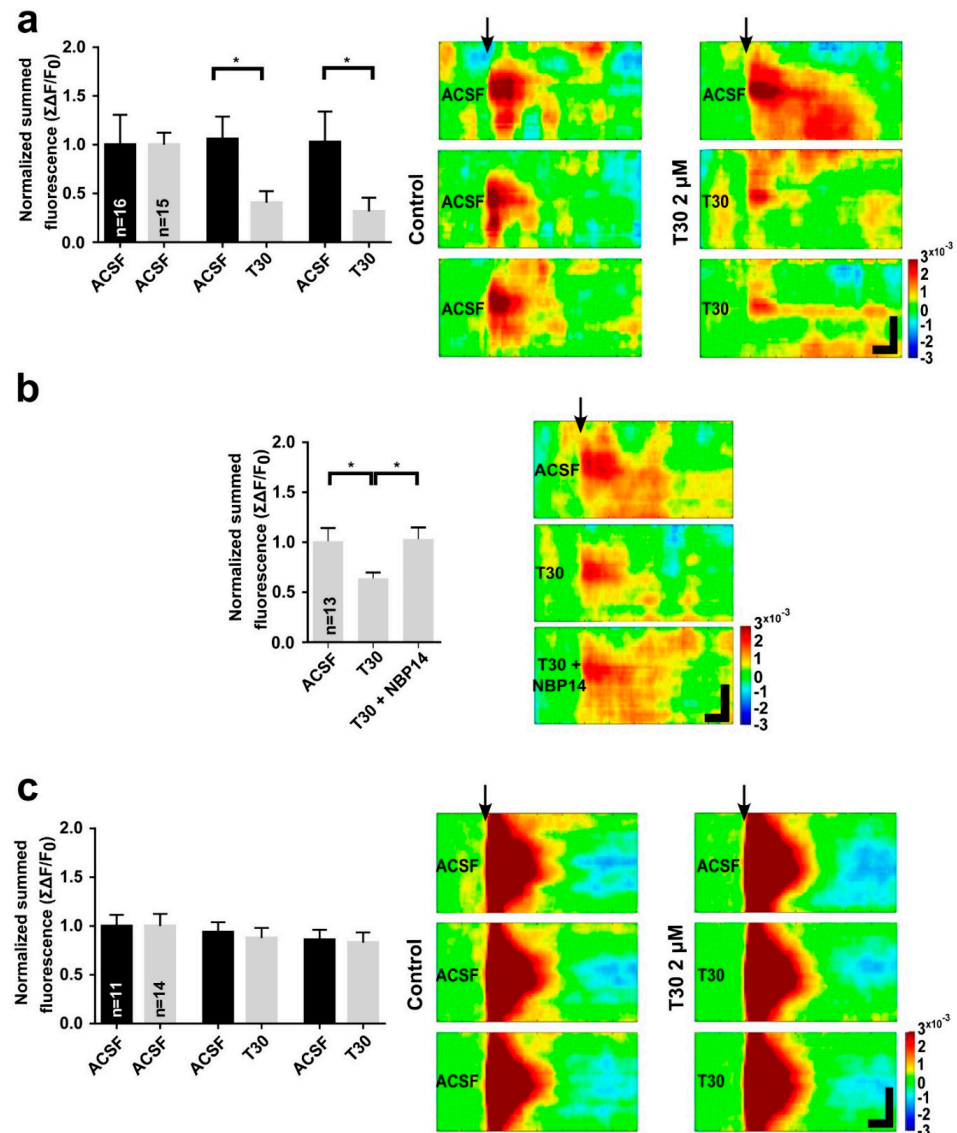 a
Normalized summed
fluorescence (ΣΔF/F0)
2.0
1.5
1.0
0.5
0.0
n=16
n=15
*
*
ACSF
ACSF
ACSF
T30
ACSF
T30
Control
ACSF
ACSF
ACSF
T30 2 µM
ACSF
T30
T30
3x10-3
2
1
0
-1
-2
-3
b
Normalized summed
fluorescence (ΣΔF/F0)
2.0
1.5
1.0
0.5
0.0
n=13
*
*
ACSF
T30
T30 + NBP14
ACSF
T30
T30 +
NBP14
3x10-3
2
1
0
-1
-2
-3
c
Normalized summed
fluorescence (ΣΔF/F0)
2.0
1.5
1.0
0.5
0.0
n=11
n=14
ACSF
ACSF
ACSF
T30
ACSF
T30
Control
ACSF
ACSF
ACSF
T30 2 µM
ACSF
T30
T30
3x10-3
2
1
0
-1
-2
-3